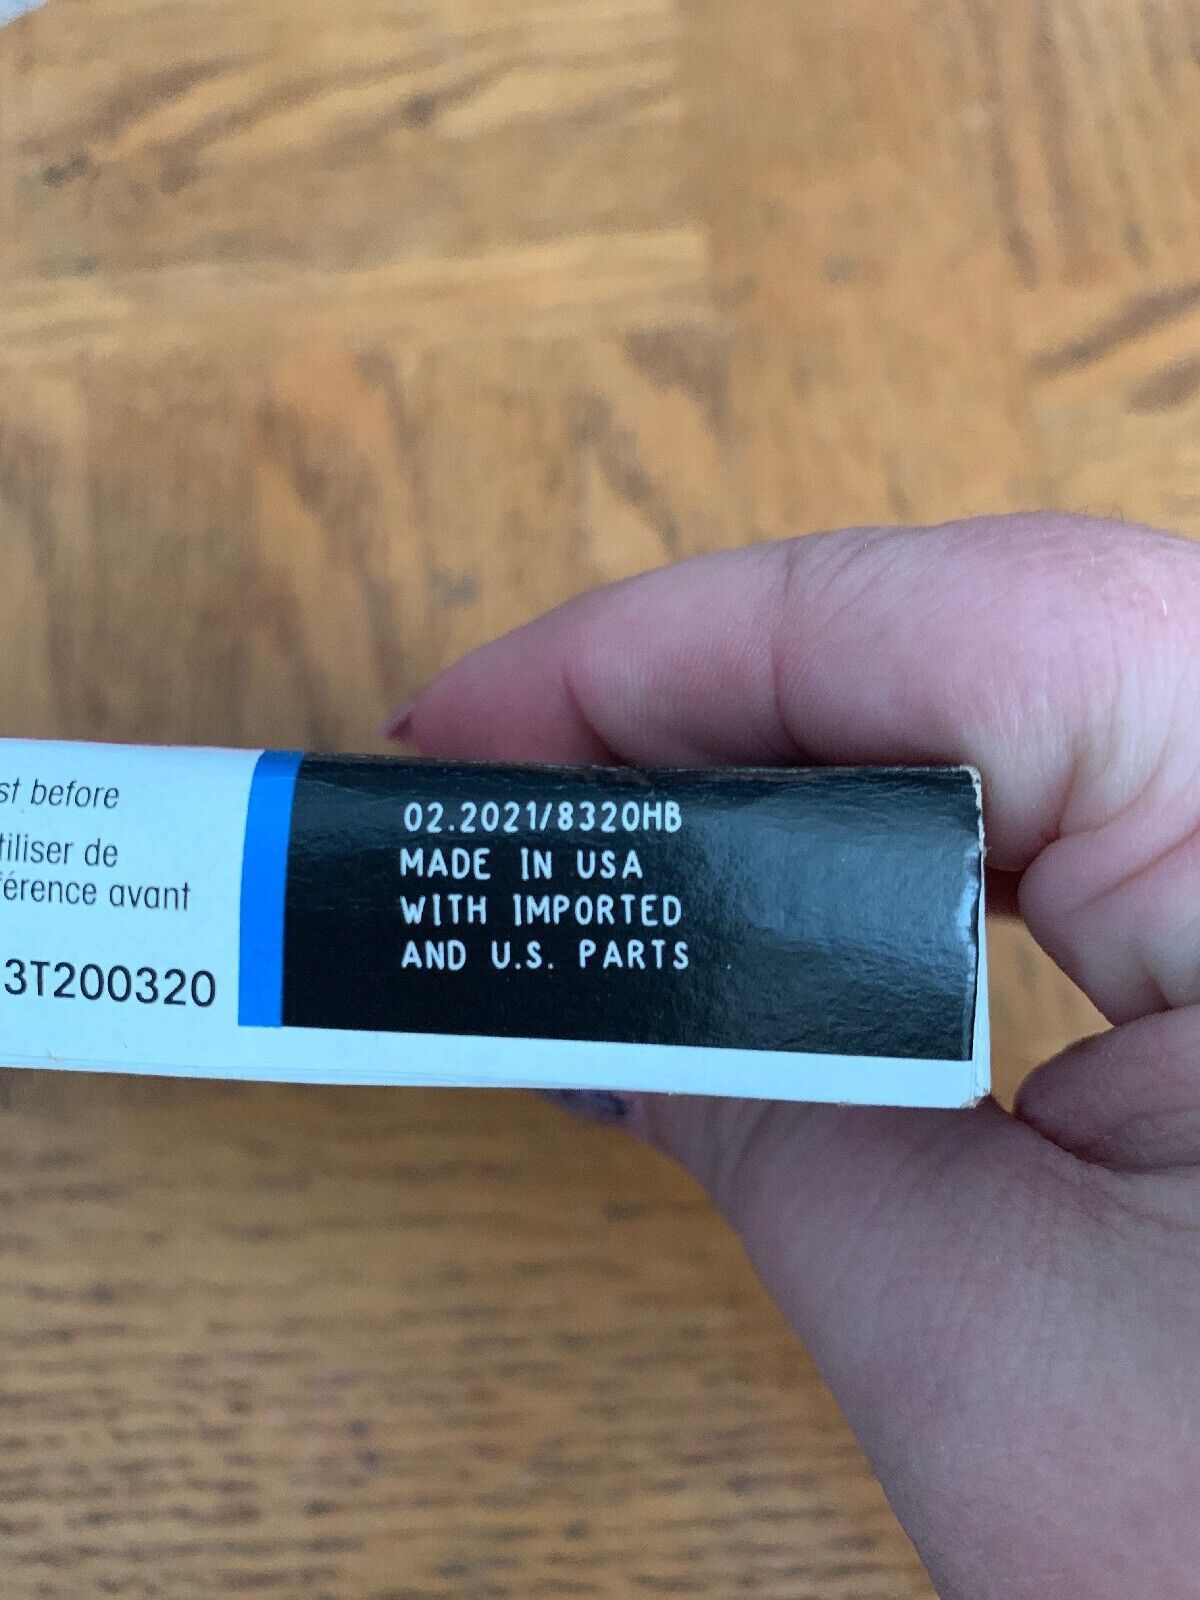 st before
tiliser de
férence avant
3T200320
02.2021/8320HB
MADE IN USA
WITH IMPORTED
AND U.S. PARTS